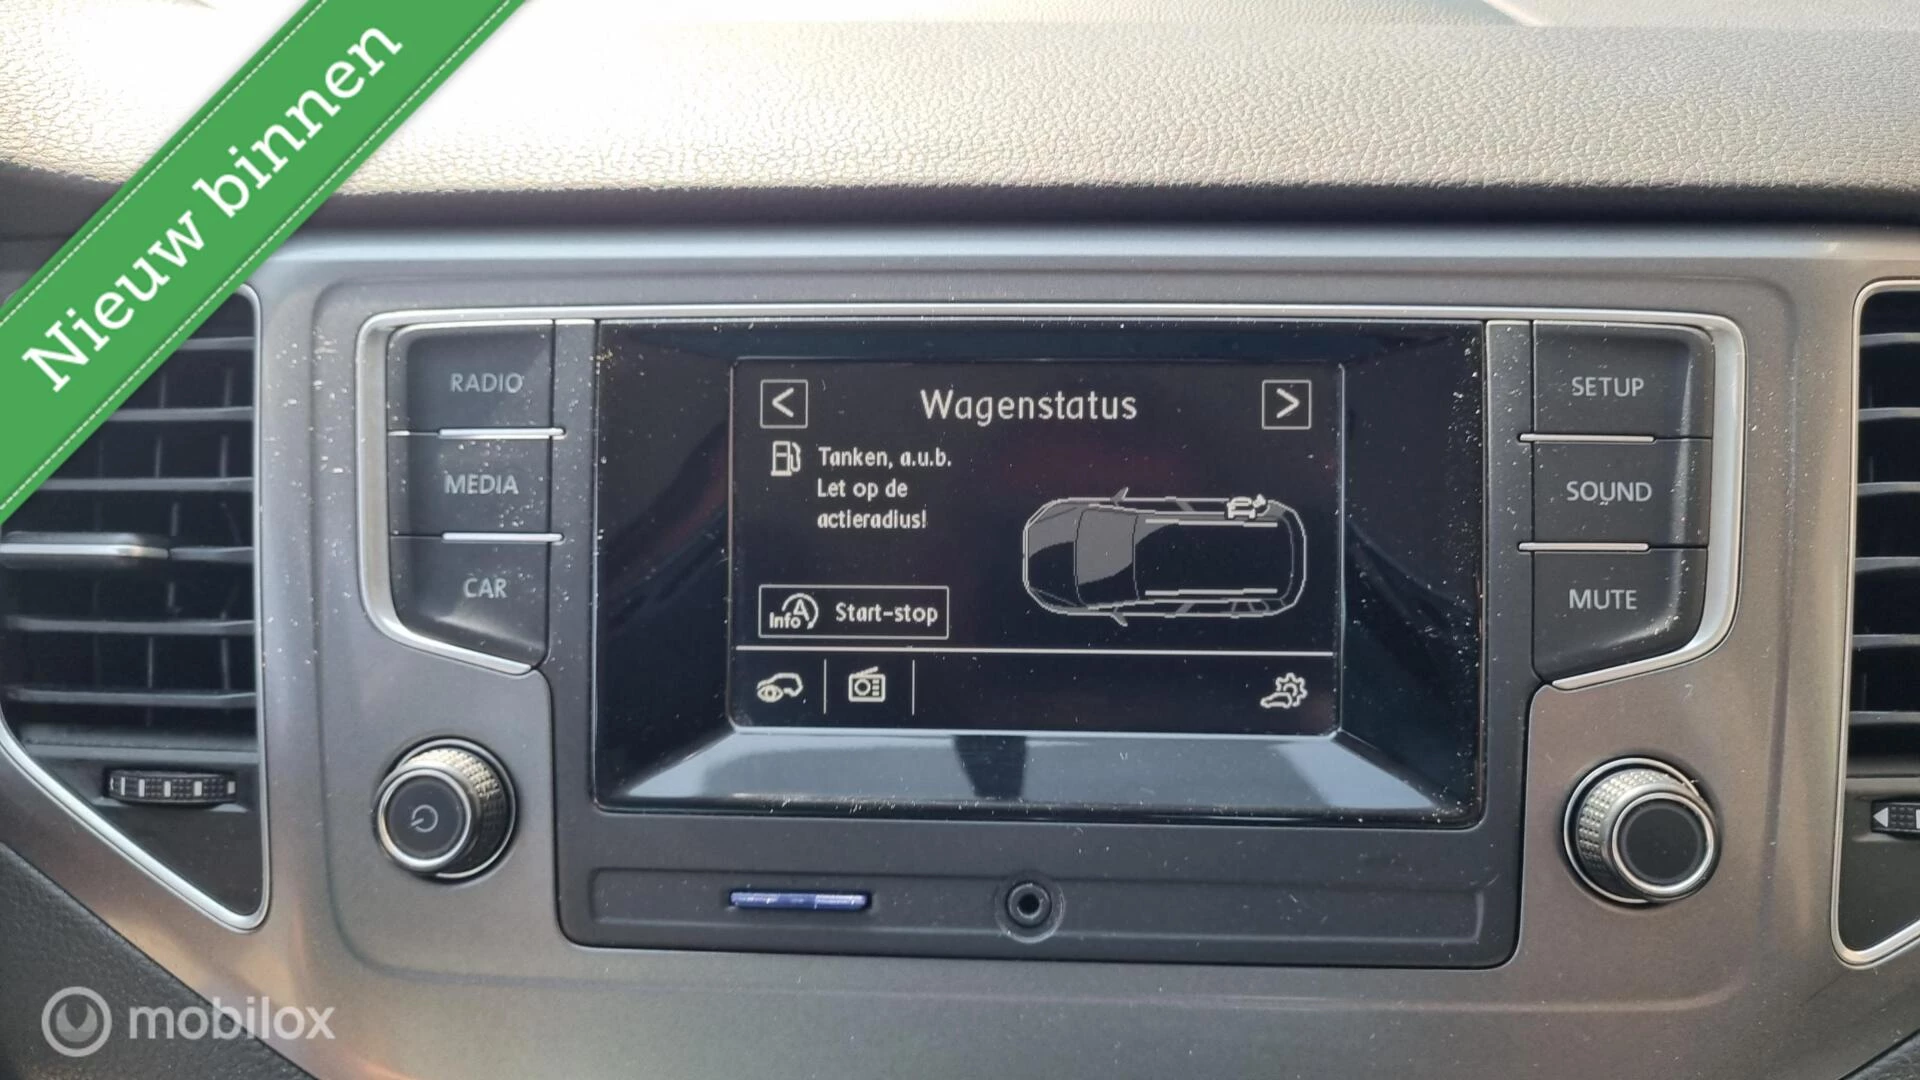 Nieuw binnen
RADIO
MEDIA
CAR
< Wagenstatus >
Tanken, a.u.b.
Let op de
actieradius!
Info A Start-stop
SETUP
SOUND
MUTE
mobilox